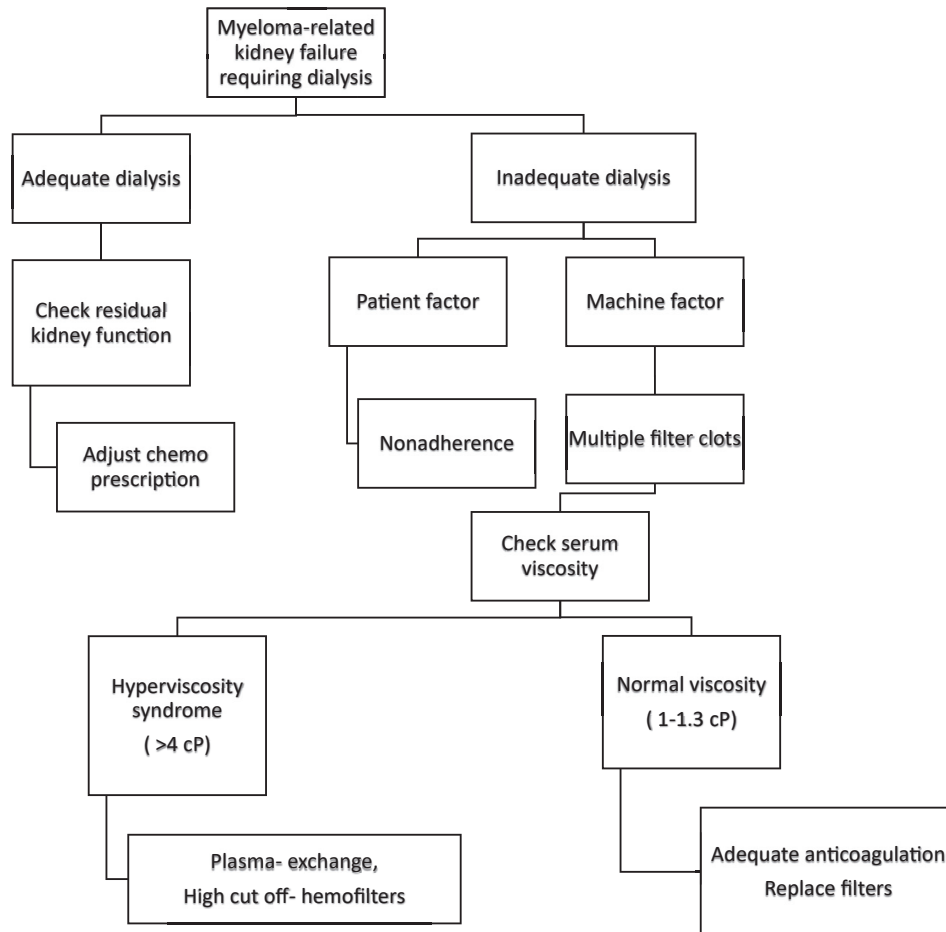 Myeloma-related
kidney failure
requiring dialysis
Adequate dialysis
Inadequate dialysis
Check residual
kidney function
Patient factor
Machine factor
Adjust chemo
prescription
Nonadherence
Multiple filter clots
Check serum
viscosity
Hyperviscosity
syndrome
( >4 cP)
Normal viscosity
( 1-1.3 cP)
Plasma- exchange,
High cut off- hemofilters
Adequate anticoagulation
Replace filters